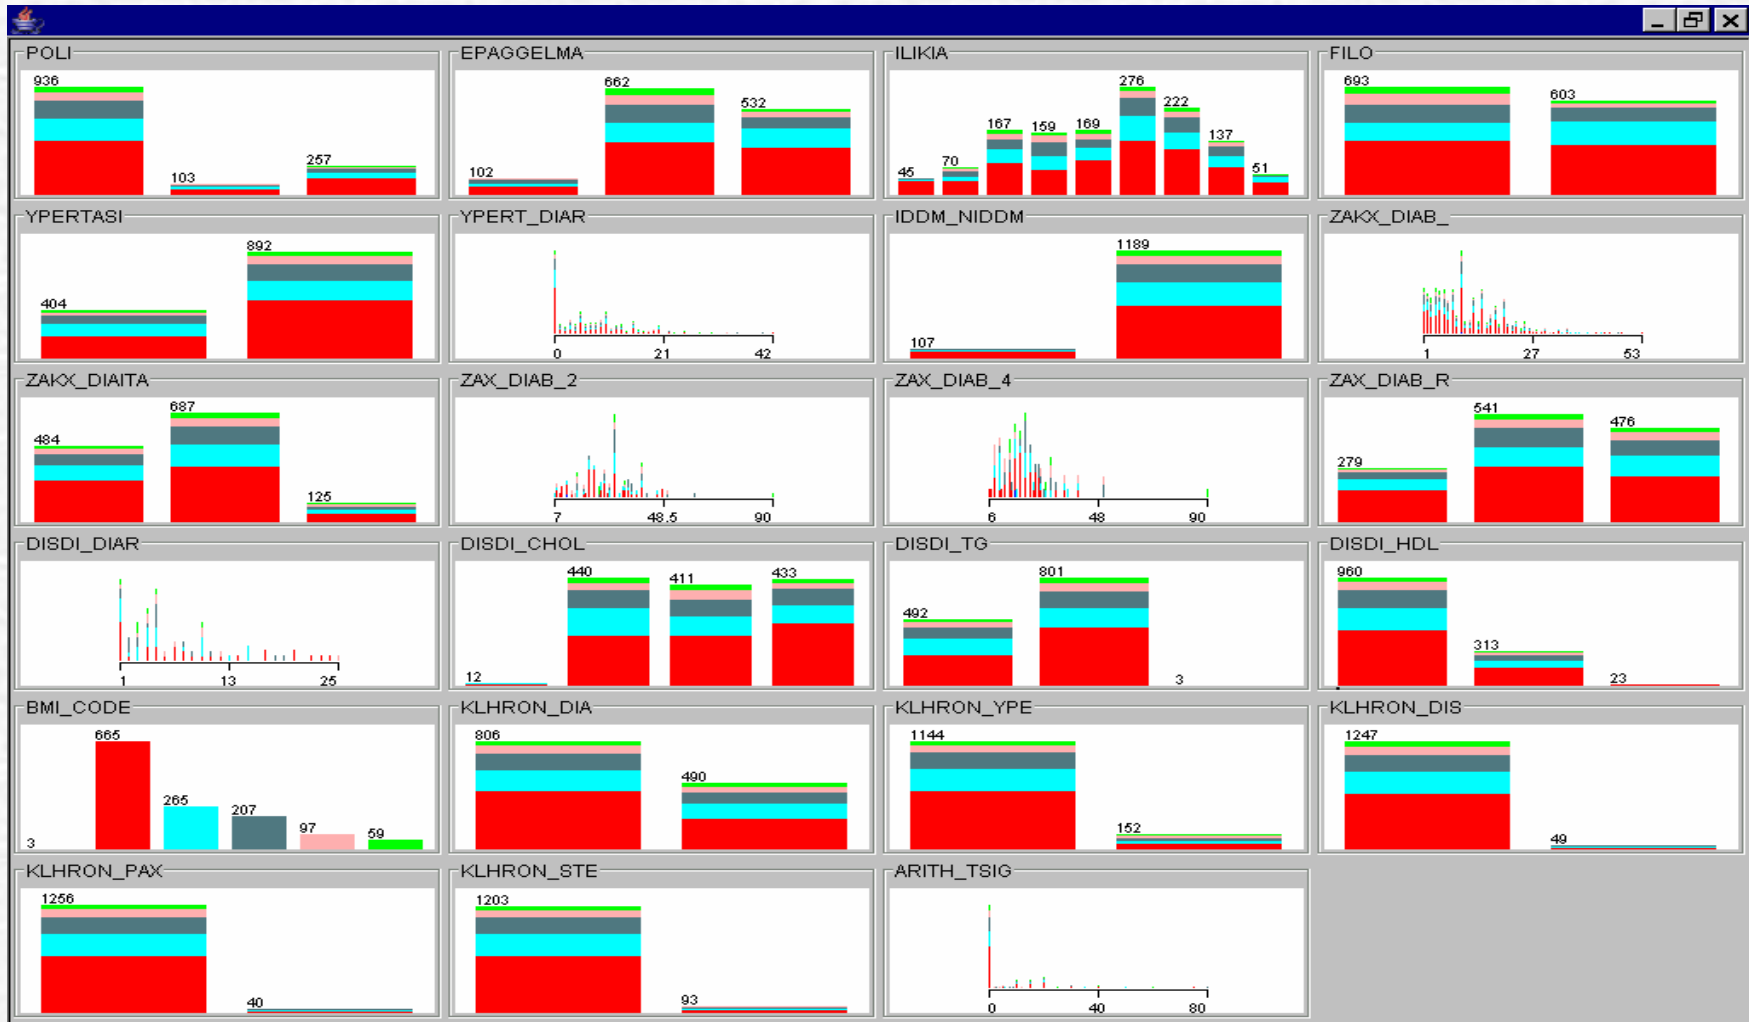 POLI
936
103
257
EPAGGELMA
102
662
532
ILIKIA
45
70
167
159
169
276
222
137
51
FILO
693
603
YPERTASI
404
892
YPERT_DIAR
0 21 42
IDDM_NIDDM
107
1189
ZAKX_DIAB_
1 27 53
ZAKX_DIAITA
484
687
125
ZAX_DIAB_2
7 48.5 90
ZAX_DIAB_4
6 48 90
ZAX_DIAB_R
279
541
476
DISDI_DIAR
1 13 25
DISDI_CHOL
12
440
411
433
DISDI_TG
492
801
3
DISDI_HDL
960
313
23
BMI_CODE
3
665
265
207
97
59
KLHRON_DIA
806
490
KLHRON_YPE
1144
152
KLHRON_DIS
1247
49
KLHRON_PAX
1256
40
KLHRON_STE
1203
93
ARITH_TSIG
0 40 80